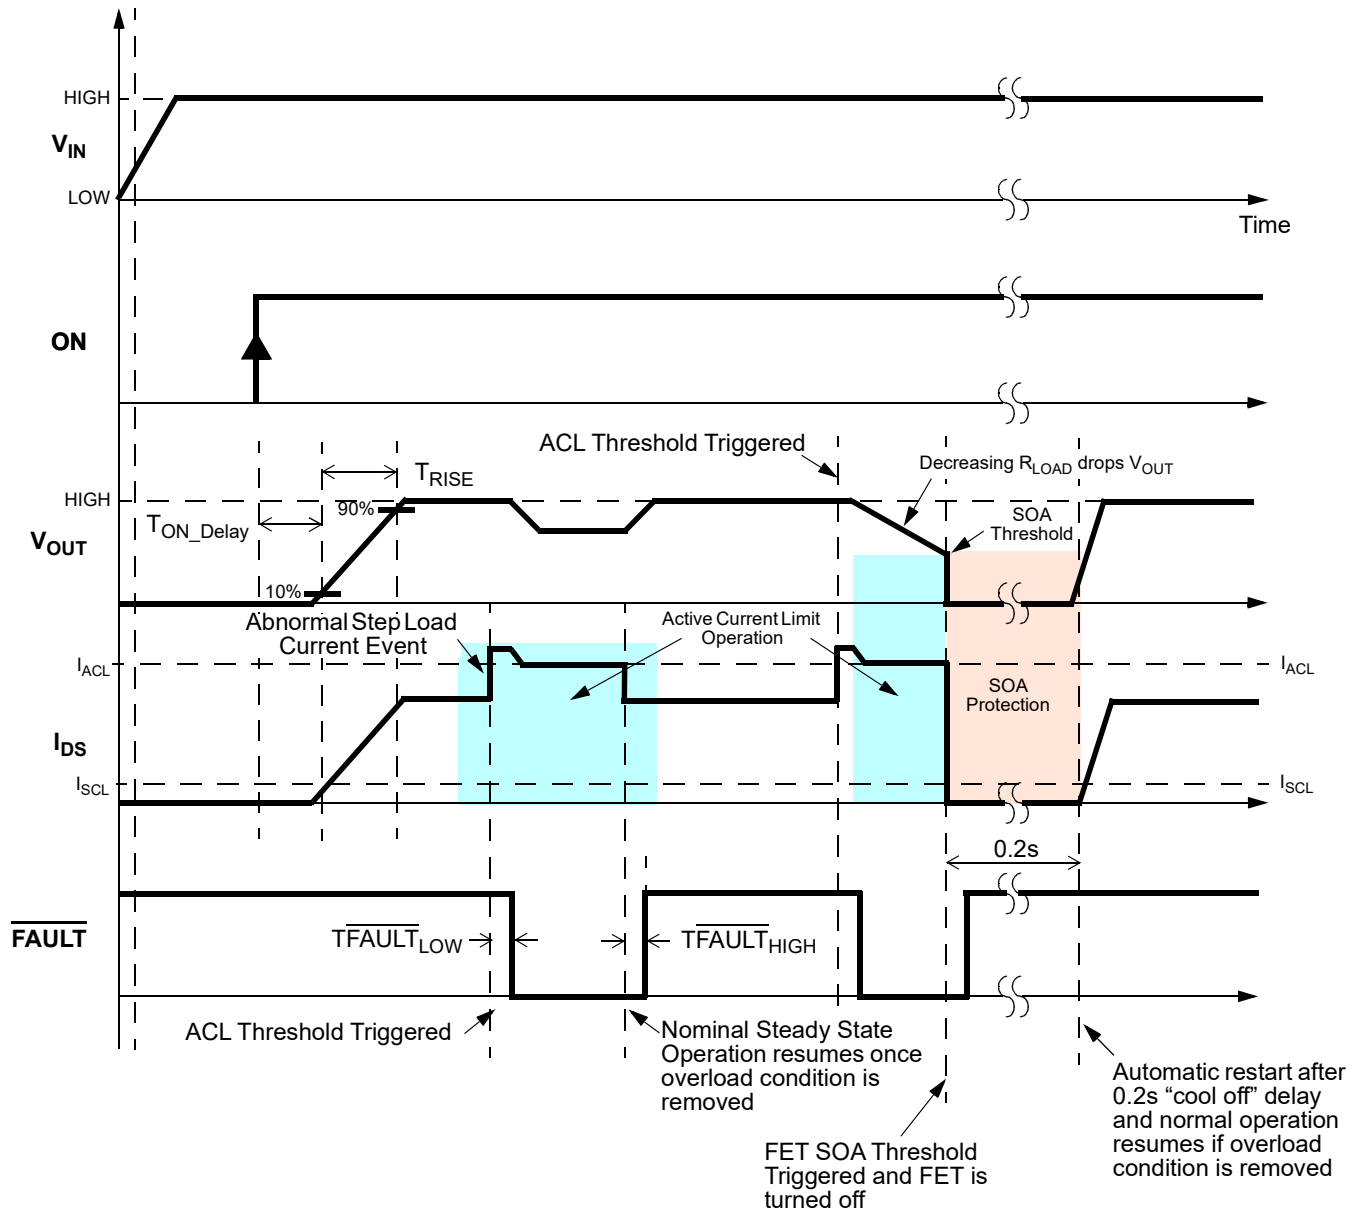 HIGH
VIN
LOW
Time
ON
ACL Threshold Triggered
Decreasing RLOAD drops VOUT
TRISE
HIGH
90%
TON_Delay
SOA
Threshold
VOUT
10%
Abnormal Step Load
Current Event
Active Current Limit
Operation
IACL
IACL
SOA
Protection
IDS
ISCL
ISCL
0.2s
FAULT
TFAULTLOW
TFAULTHIGH
ACL Threshold Triggered
Nominal Steady State
Operation resumes once
overload condition is
removed
Automatic restart after
0.2s “cool off” delay
and normal operation
resumes if overload
condition is removed
FET SOA Threshold
Triggered and FET is
turned off